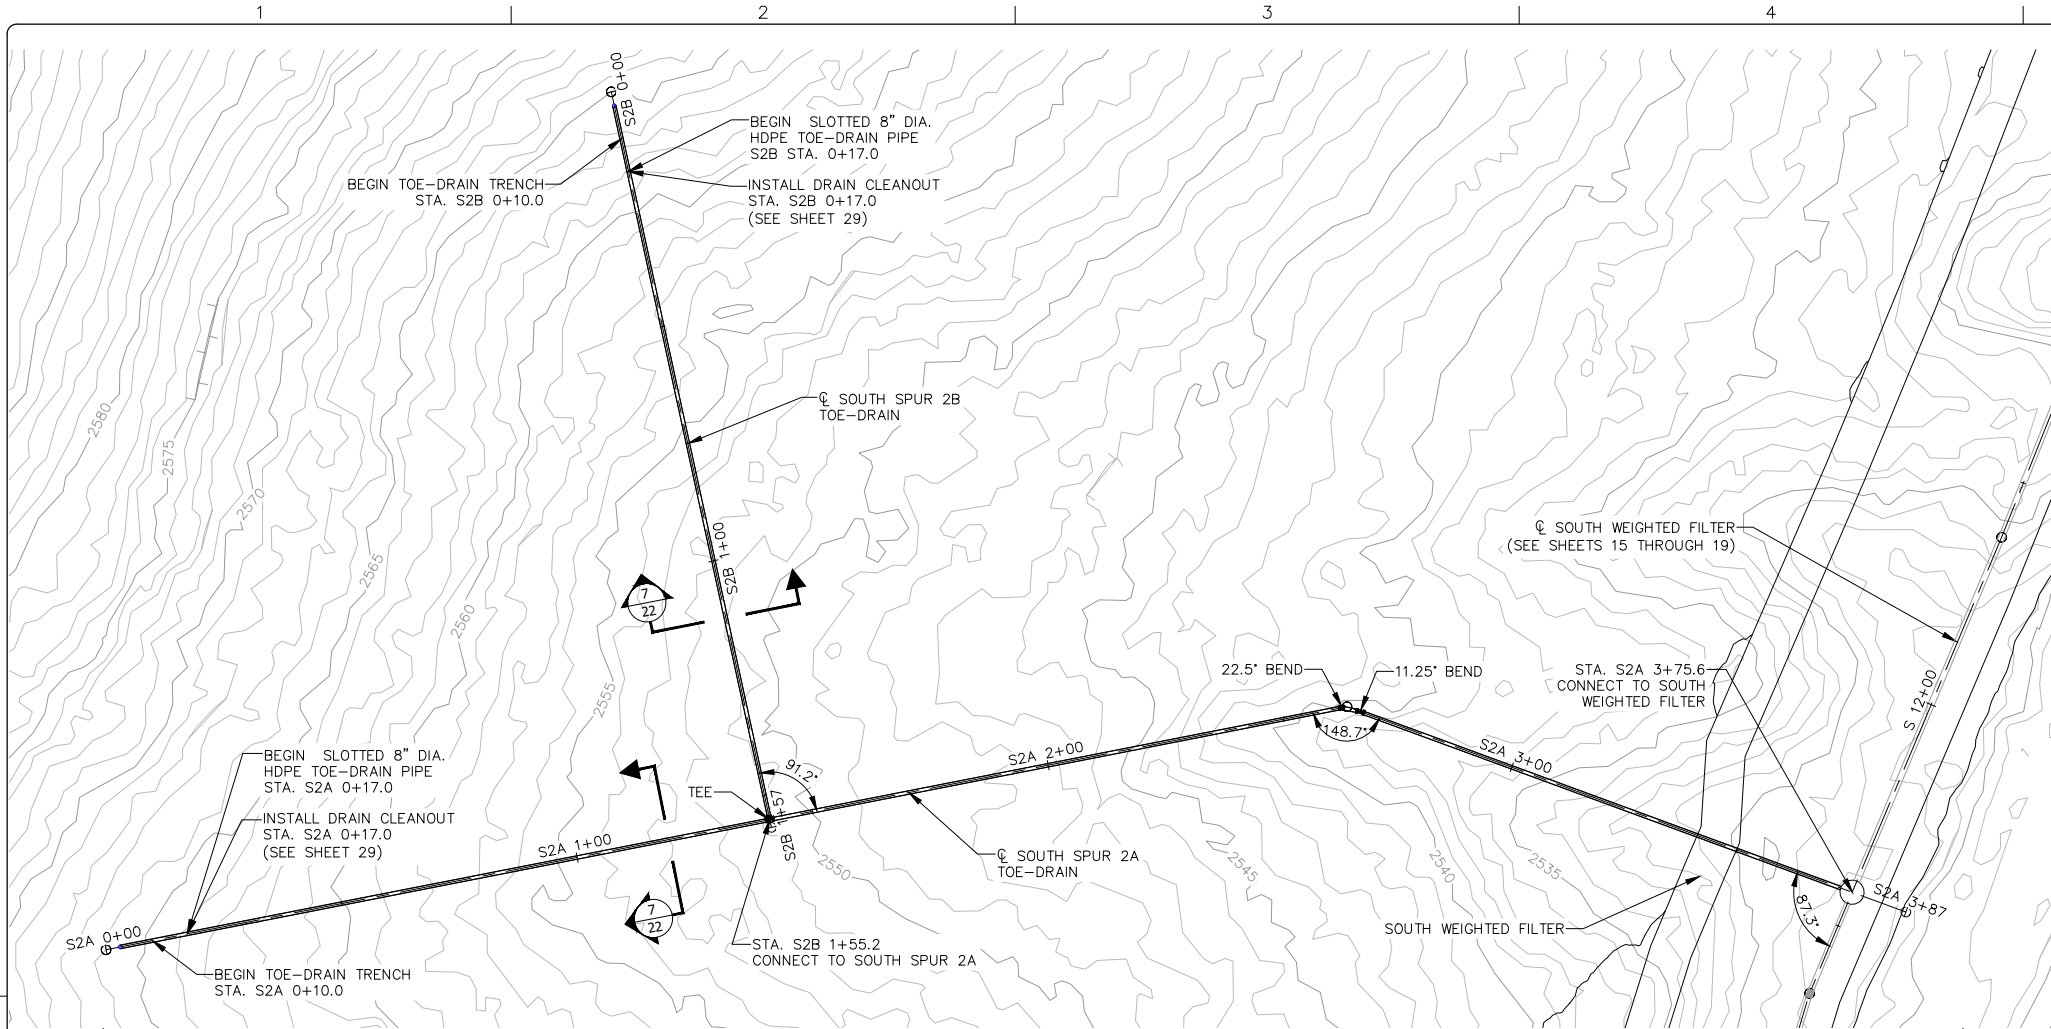 1
2
3
4
S2B 0+00
BEGIN SLOTTED 8" DIA.
HDPE TOE-DRAIN PIPE
S2B STA. 0+17.0
BEGIN TOE-DRAIN TRENCH
STA. S2B 0+10.0
INSTALL DRAIN CLEANOUT
STA. S2B 0+17.0
(SEE SHEET 29)
℄ SOUTH SPUR 2B
TOE-DRAIN
2580
2575
2570
2565
2560
2555
S2B 1+00
7
22
℄ SOUTH WEIGHTED FILTER
(SEE SHEETS 15 THROUGH 19)
22.5° BEND
11.25° BEND
148.7°
STA. S2A 3+75.6
CONNECT TO SOUTH
WEIGHTED FILTER
S 12+00
BEGIN SLOTTED 8" DIA.
HDPE TOE-DRAIN PIPE
STA. S2A 0+17.0
INSTALL DRAIN CLEANOUT
STA. S2A 0+17.0
(SEE SHEET 29)
TEE
91.2°
S2B 1+57
S2A 1+00
S2A 2+00
S2A 3+00
℄ SOUTH SPUR 2A
TOE-DRAIN
2550
2545
2540
2535
S2A 3+87
87.3°
SOUTH WEIGHTED FILTER
7
22
S2A 0+00
BEGIN TOE-DRAIN TRENCH
STA. S2A 0+10.0
STA. S2B 1+55.2
CONNECT TO SOUTH SPUR 2A